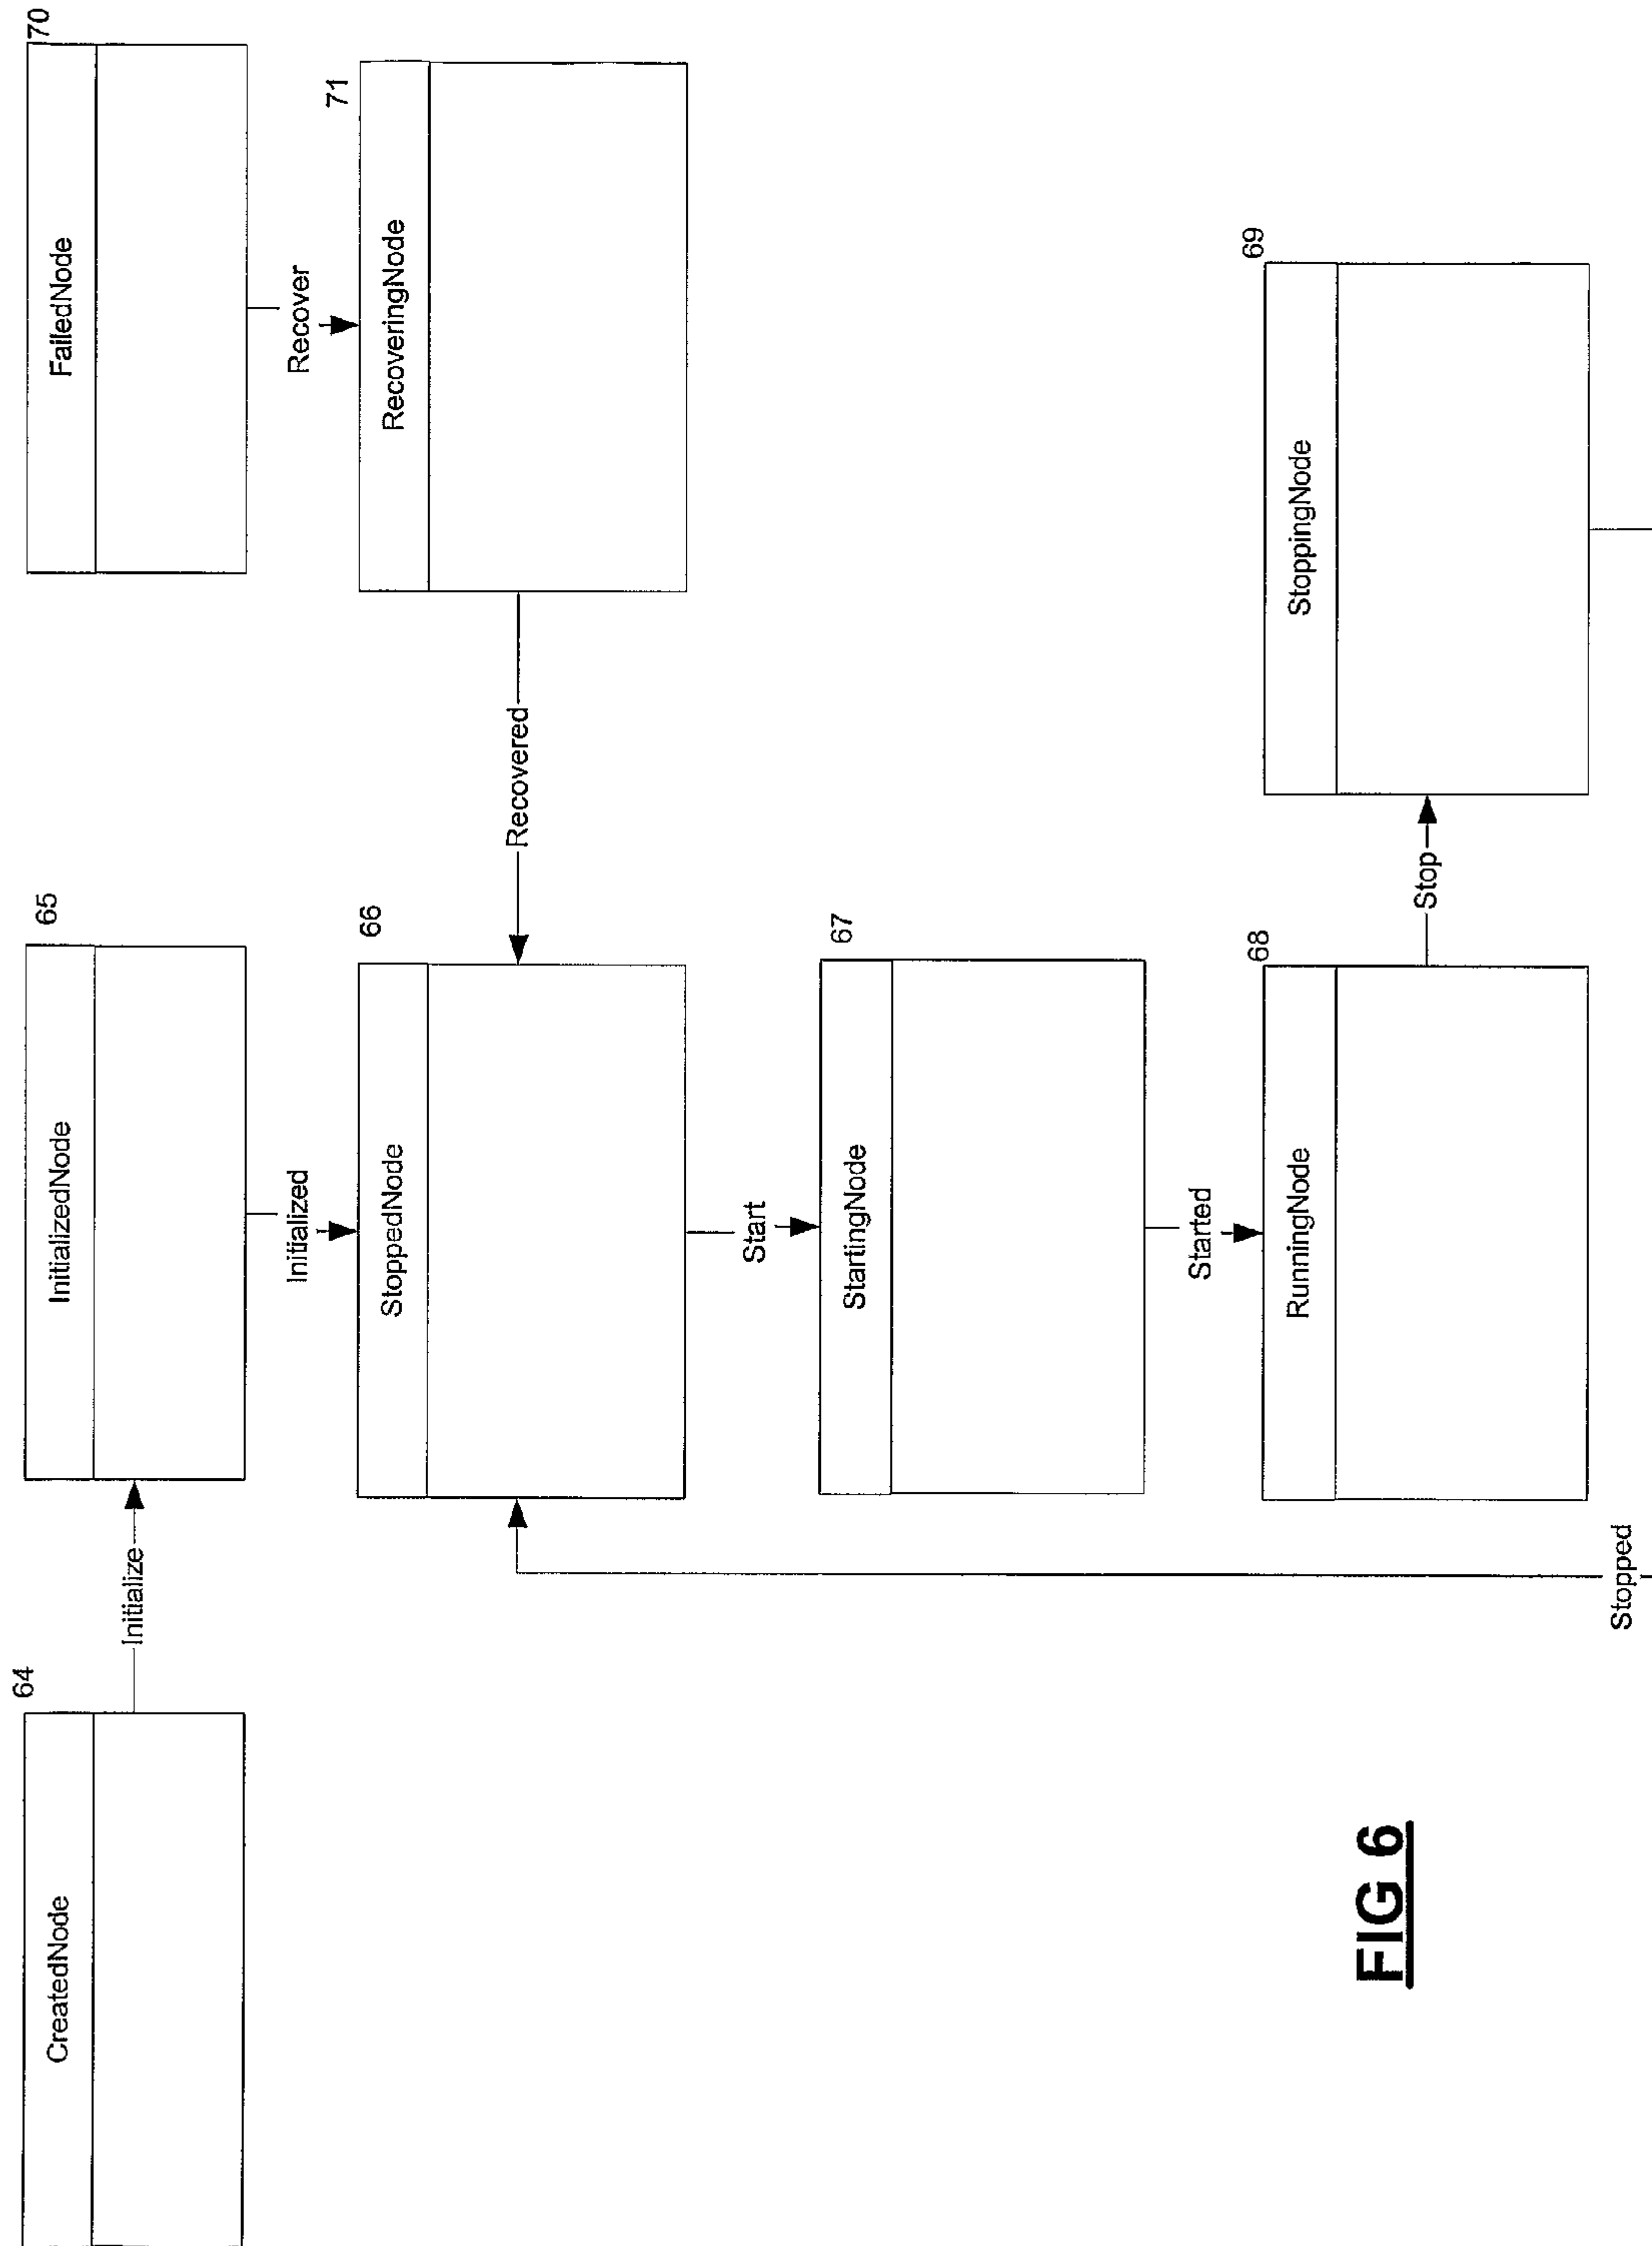 64
65
70
CreatedNode
InitializedNode
FailedNode
Initialize
Initialized
Recover
66
71
StoppedNode
RecoveringNode
Recovered
Start
67
StartingNode
Started
68
69
RunningNode
StoppingNode
FIG 6
Stop
Stopped